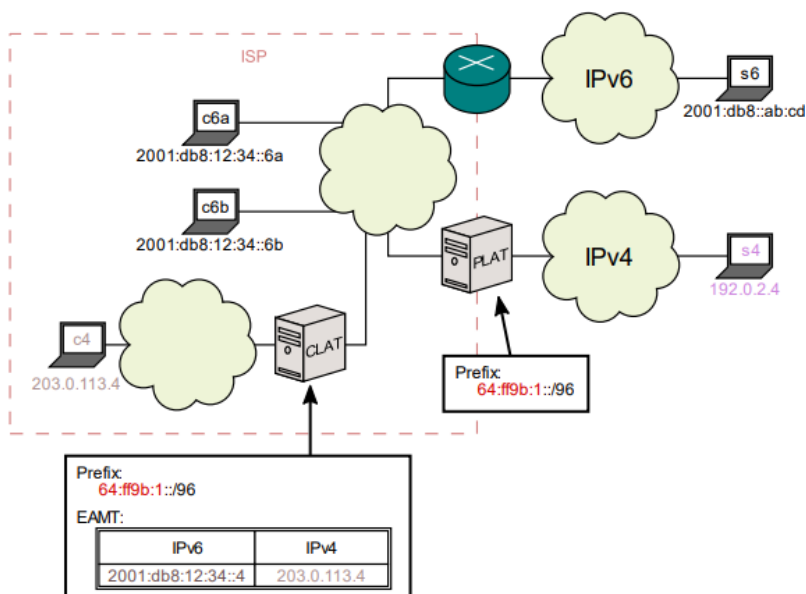 ISP
IPv6
s6
2001:db8::ab:cd
c6a
2001:db8:12:34::6a
c6b
2001:db8:12:34::6b
PLAT
IPv4
s4
192.0.2.4
c4
203.0.113.4
CLAT
Prefix:
64:ff9b:1::/96
Prefix:
64:ff9b:1::/96
EAMT:
IPv6 IPv4
2001:db8:12:34::4 203.0.113.4